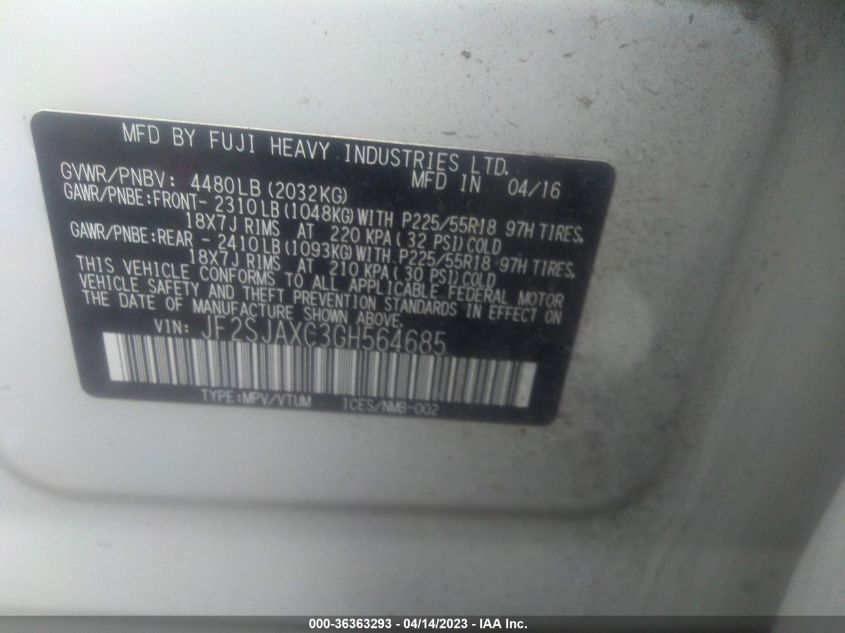 MFD BY FUJI HEAVY INDUSTRIES LTD.
MFD IN 04/16
GVWR/PNBV: 4480LB(2032KG)
GAWR/PNBE:FRONT- 2310LB(1048KG)WITH P225/55R18 97H TIRES,
18X7J RIMS AT 220 KPA( 32 PSI)COLD
GAWR/PNBE:REAR - 2410LB(1093KG)WITH P225/55R18 97H TIRES,
18X7J RIMS AT 210 KPA( 30 PSI)COLD
THIS VEHICLE CONFORMS TO ALL APPLICABLE FEDERAL MOTOR
VEHICLE SAFETY AND THEFT PREVENTION STANDARDS IN EFFECT ON
THE DATE OF MANUFACTURE SHOWN ABOVE.
VIN: JF2SJAXC3GH564685
TYPE:MPV/VTUM ICES/NMB-002
000-36363293 - 04/14/2023 - IAA Inc.